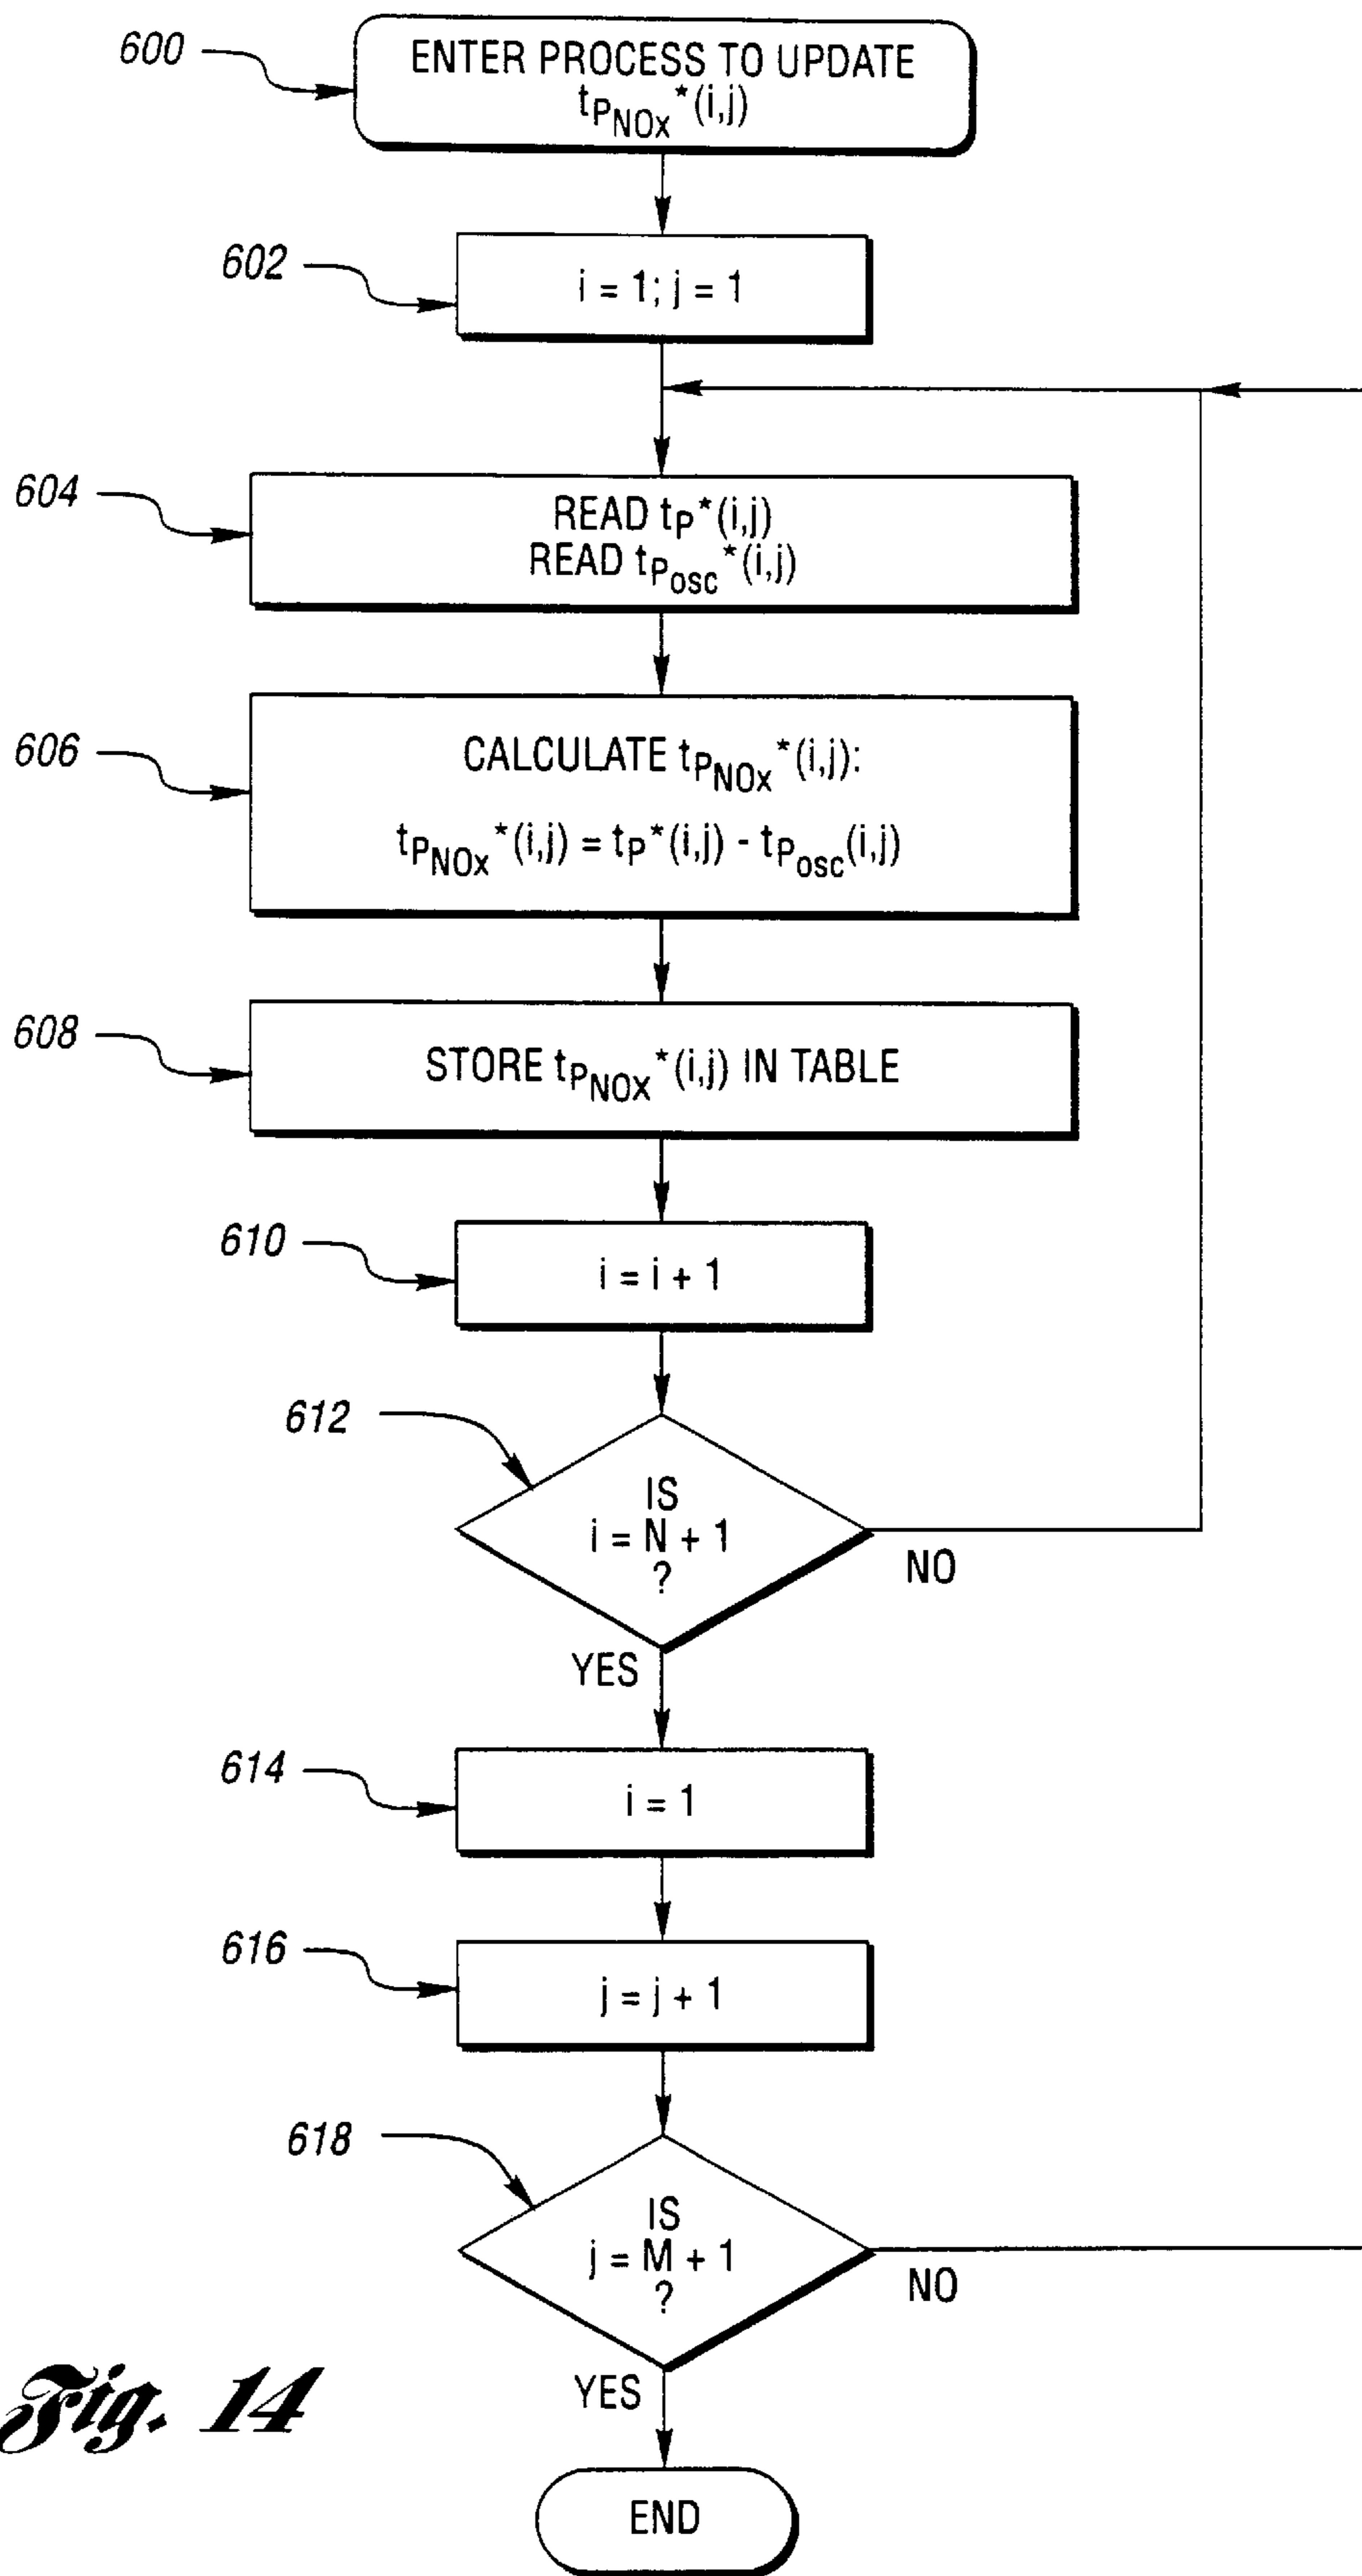 600
ENTER PROCESS TO UPDATE
tPNOx*(i,j)
602
i = 1; j = 1
604
READ tP*(i,j)
READ tPosc*(i,j)
606
CALCULATE tPNOx*(i,j):
tPNOx*(i,j) = tP*(i,j) - tPosc(i,j)
608
STORE tPNOx*(i,j) IN TABLE
610
i = i + 1
612
IS
i = N + 1
?
NO
YES
614
i = 1
616
j = j + 1
618
IS
j = M + 1
?
NO
YES
END
Fig. 14